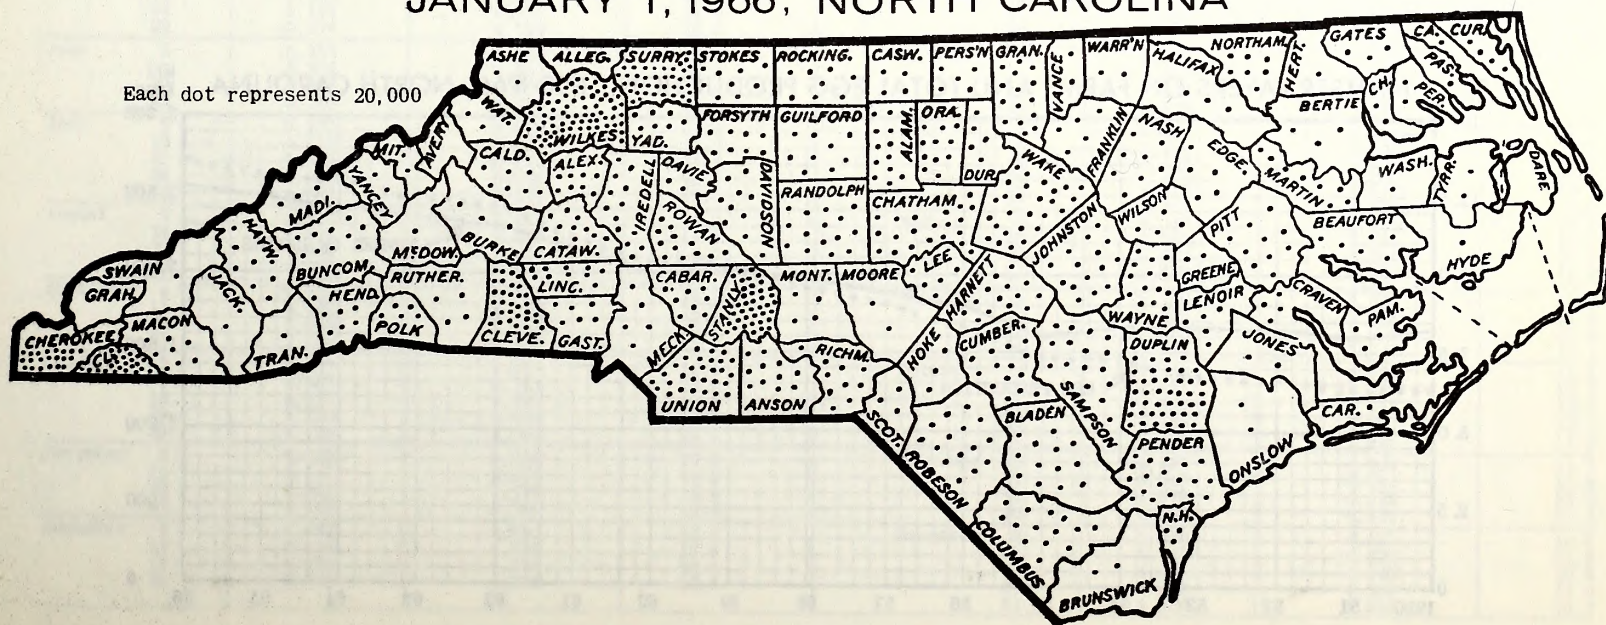 JANUARY 1, 1966, NORTH CAROLINA
Each dot represents 20,000
ASHE ALLEG. SURRY STOKES ROCKING. CASW. PERS'N GRAN. VANCE WARR'N HALIFAX NORTHAM. HERT. GATES CA. CUR.
WAT. WILKES YAD. FORSYTH GUILFORD ALAM. ORA. DUR. FRANKLIN NASH EDGE. MARTIN BERTIE CH. PER. PAS.
MIT. AVERY CALD. ALEX. IREDELL DAVIE DAVIDSON RANDOLPH CHATHAM WAKE WILSON PITT BEAUFORT WASH. TYRR. DARE
MADI. YANCEY McDOW. BURKE CATAW. ROWAN LEE JOHNSTON GREENE HYDE
SWAIN HAYW. BUNCOM. RUTHER. LINC. CABAR. STANLY MONT. MOORE HARNETT WAYNE LENOIR CRAVEN PAM.
GRAH. JACK. HEND. POLK CLEVE. GAST. MECK. RICHM. HOKE CUMBER. DUPLIN JONES
CHEROKEE CL. MACON TRAN. UNION ANSON SCOT. SAMPSON CAR.
ROBESON BLADEN PENDER ONSLOW
COLUMBUS N.H.
BRUNSWICK